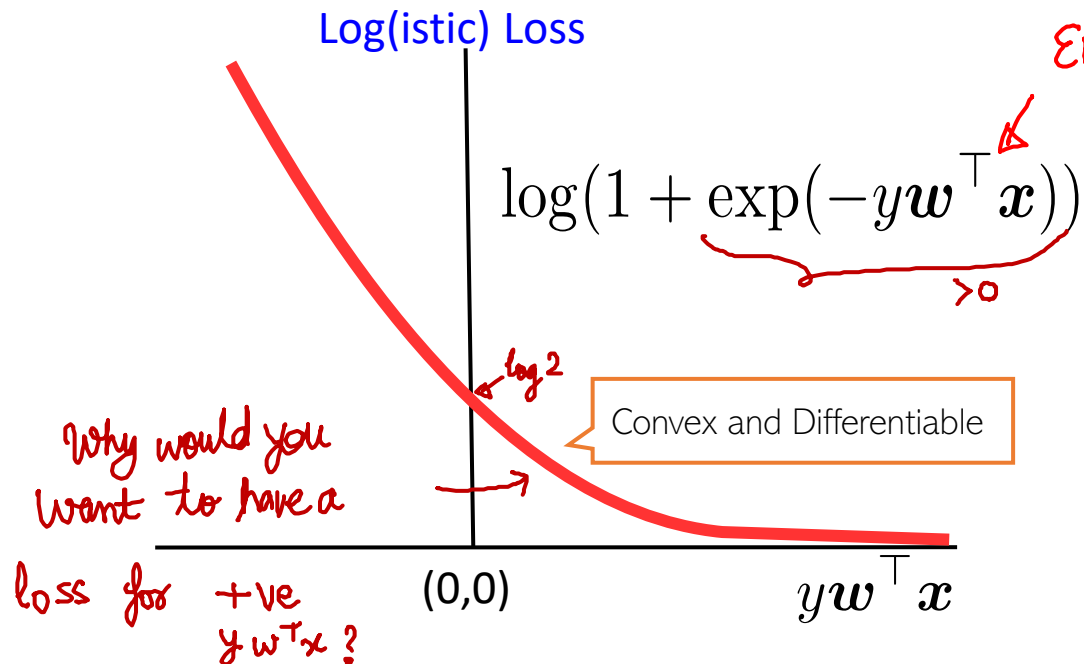 Log(istic) Loss
log(1 + exp(−y𝒘^⊤𝒙))
>0
log 2
Convex and Differentiable
Why would you
want to have a
loss for +ve
y w^T x ?
(0,0)
y𝒘^⊤𝒙